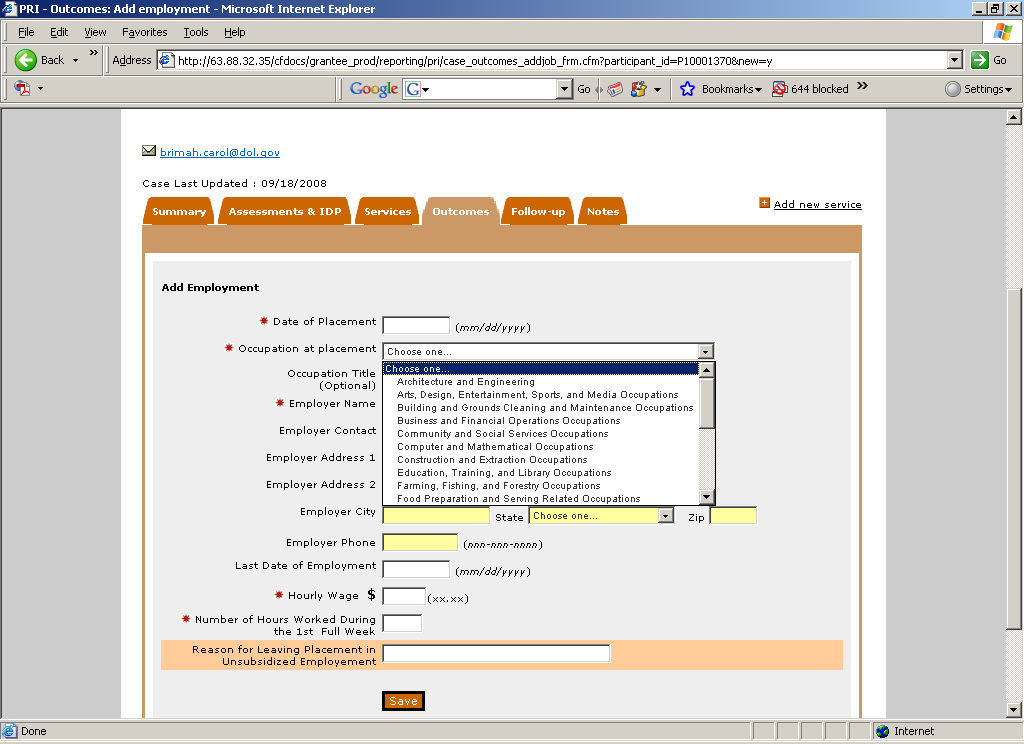 PRI - Outcomes: Add employment - Microsoft Internet Explorer
File Edit View Favorites Tools Help
Back » Address http://63.88.32.35/cfdocs/grantee_prod/reporting/pri/case_outcomes_addjob_frm.cfm?participant_id=P10001370&new=y Go
Google G Go Bookmarks 644 blocked » Settings
brimah.carol@dol.gov
Case Last Updated : 09/18/2008
Summary Assessments & IDP Services Outcomes Follow-up Notes Add new service
Add Employment
Date of Placement (mm/dd/yyyy)
Occupation at placement Choose one...
Choose one...
Occupation Title
(Optional)
Architecture and Engineering
Arts, Design, Entertainment, Sports, and Media Occupations
Employer Name
Building and Grounds Cleaning and Maintenance Occupations
Business and Financial Operations Occupations
Employer Contact
Community and Social Services Occupations
Computer and Mathematical Occupations
Employer Address 1
Construction and Extraction Occupations
Education, Training, and Library Occupations
Employer Address 2
Farming, Fishing, and Forestry Occupations
Food Preparation and Serving Related Occupations
Employer City State Choose one... Zip
Employer Phone (nnn-nnn-nnnn)
Last Date of Employment (mm/dd/yyyy)
Hourly Wage $ (xx.xx)
Number of Hours Worked During
the 1st Full Week
Reason for Leaving Placement in
Unsubsidized Employement
Save
Done Internet